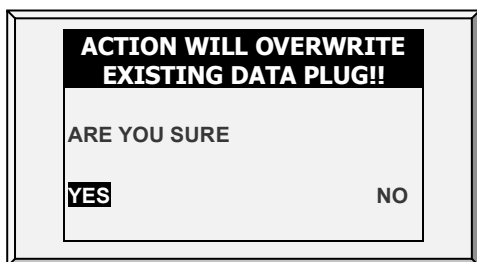 ACTION WILL OVERWRITE
EXISTING DATA PLUG!!
ARE YOU SURE
YES NO